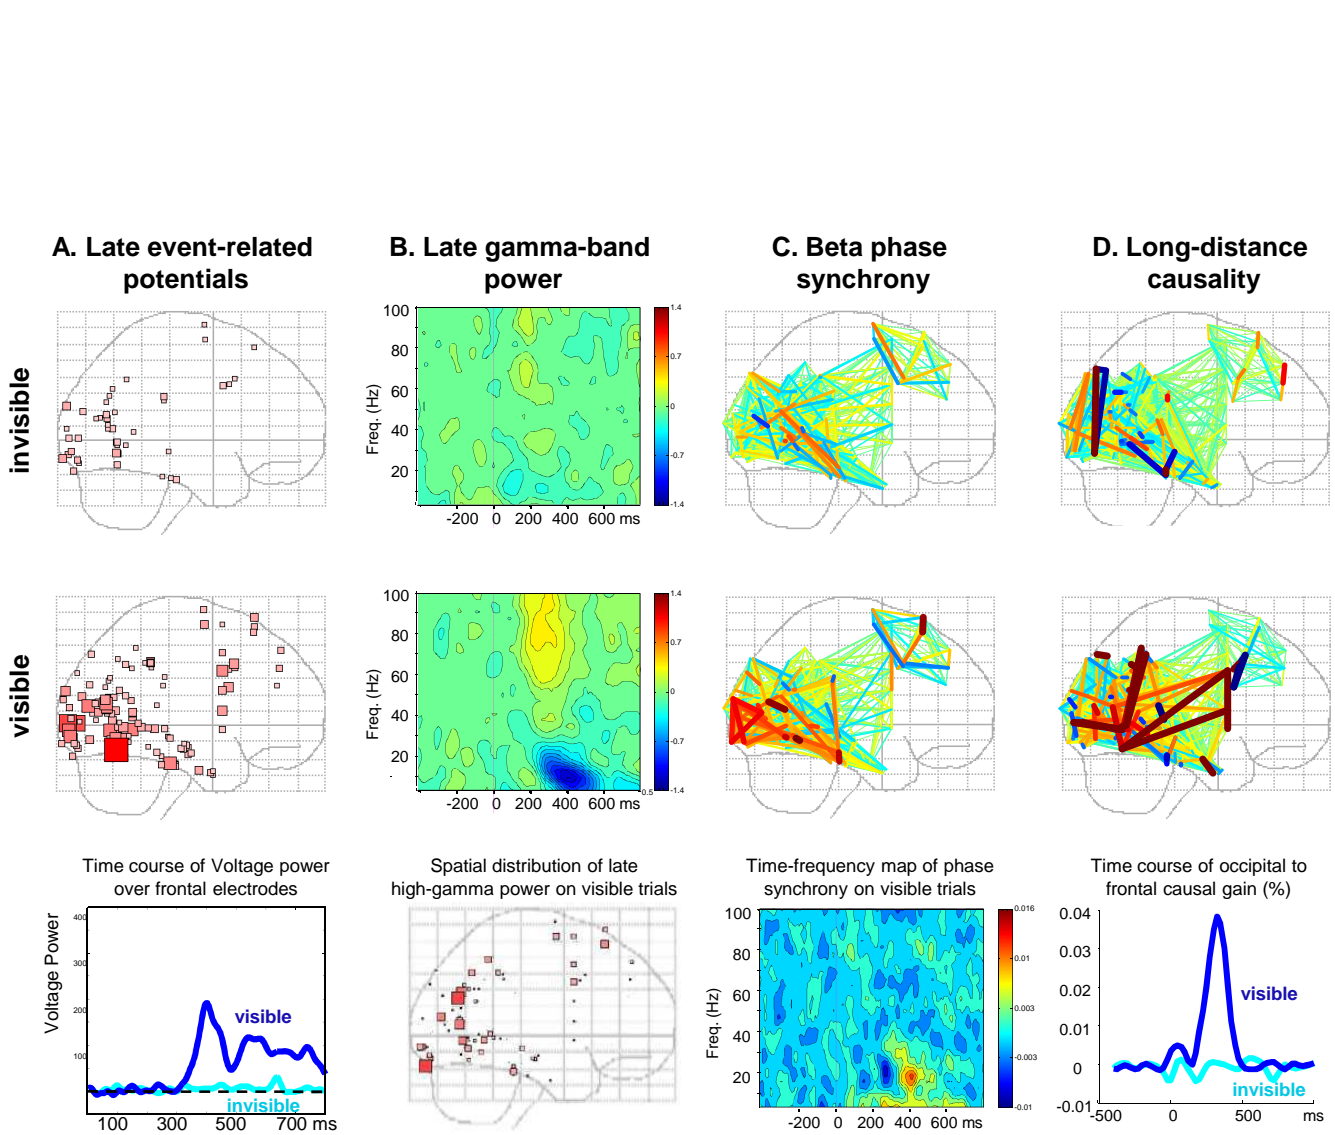 A. Late event-related
potentials
B. Late gamma-band
power
C. Beta phase
synchrony
D. Long-distance
causality
invisible
Freq. (Hz)
100
80
60
40
20
-200 0 200 400 600 ms
1.4
0.7
0
-0.7
-1.4
visible
Freq. (Hz)
100
80
60
40
20
-200 0 200 400 600 ms
1.4
0.7
0
-0.7
-1.4
0.5
Time course of Voltage power
over frontal electrodes
Voltage Power
400
300
200
100
visible
invisible
100 300 500 700 ms
Spatial distribution of late
high-gamma power on visible trials
Time-frequency map of phase
synchrony on visible trials
Freq. (Hz)
100
80
60
40
20
-200 0 200 400 600 ms
0.016
0.01
0.003
-0.003
-0.01
Time course of occipital to
frontal causal gain (%)
0.04
0.03
0.02
0.01
0
-0.01
visible
invisible
-500 0 500 ms